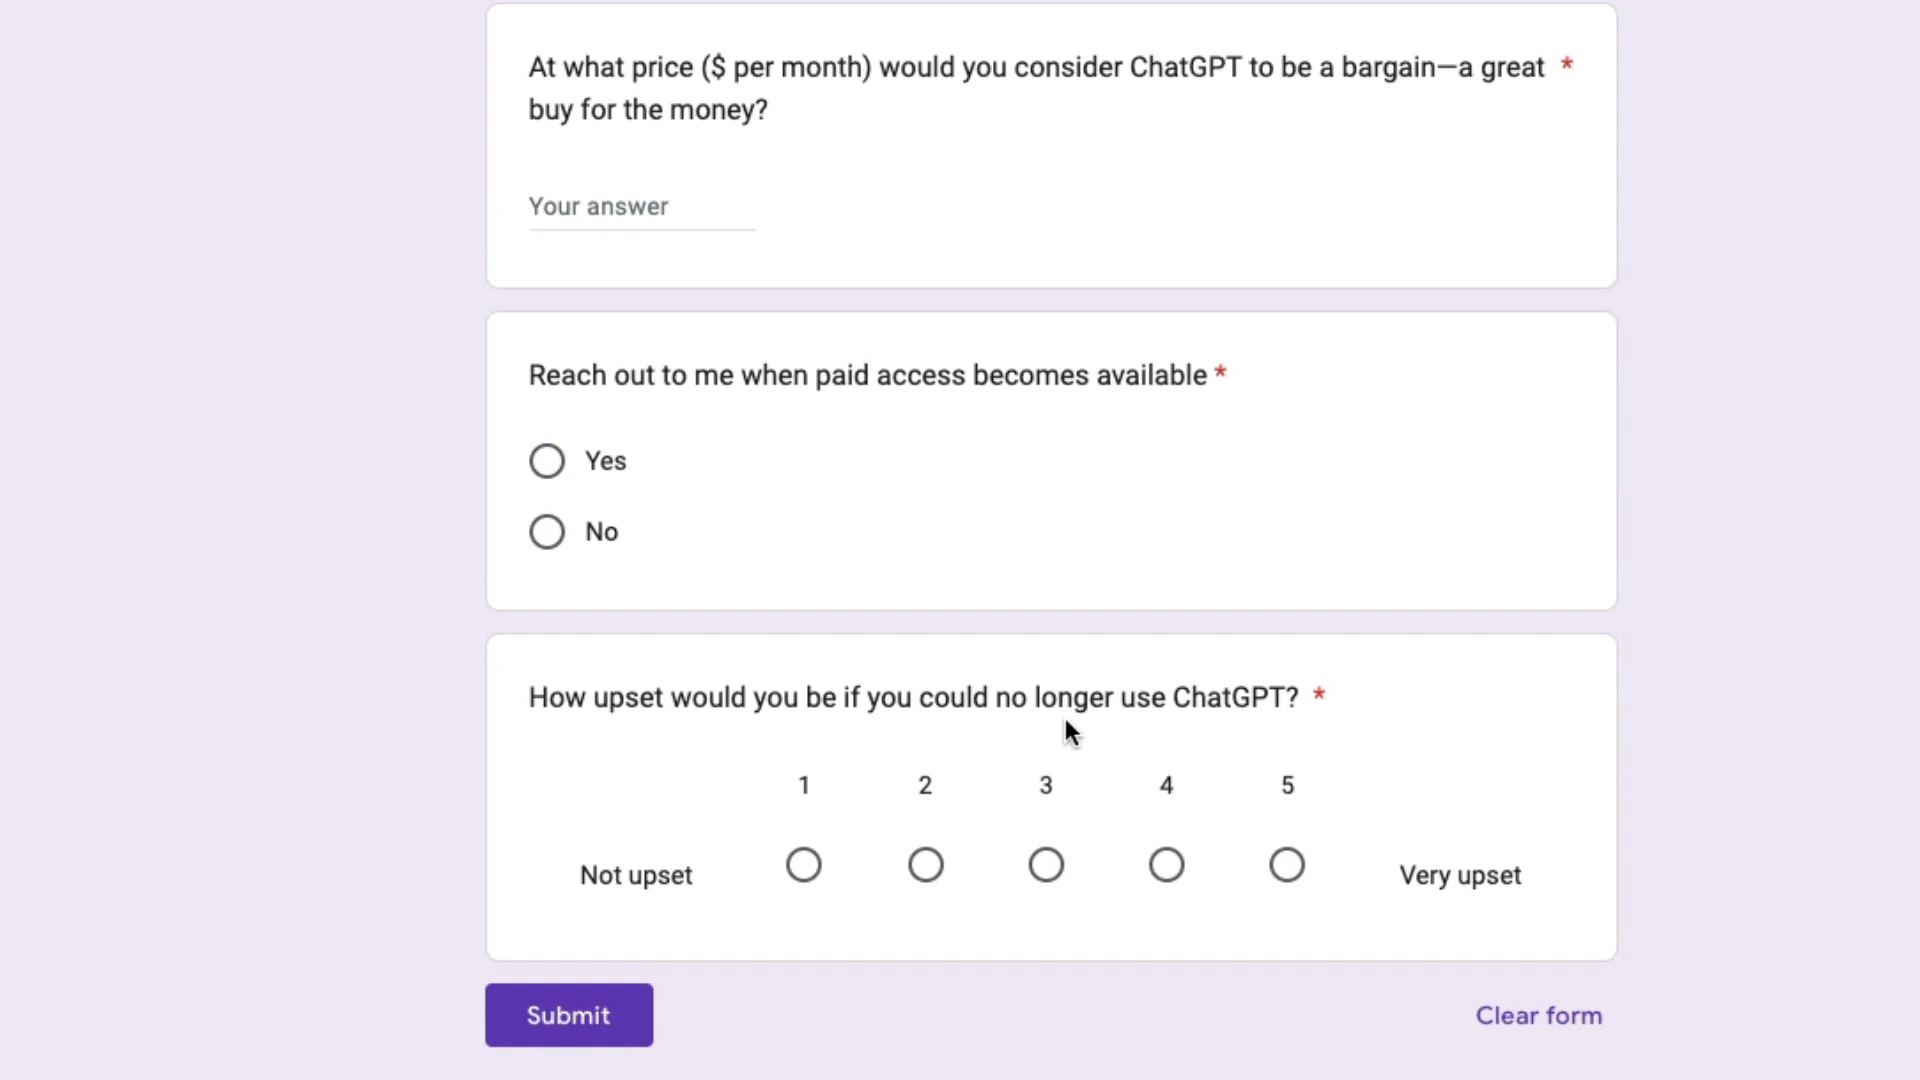 At what price ($ per month) would you consider ChatGPT to be a bargain—a great *
buy for the money?
Your answer
Reach out to me when paid access becomes available *
Yes
No
How upset would you be if you could no longer use ChatGPT? *
1 2 3 4 5
Not upset Very upset
Submit Clear form